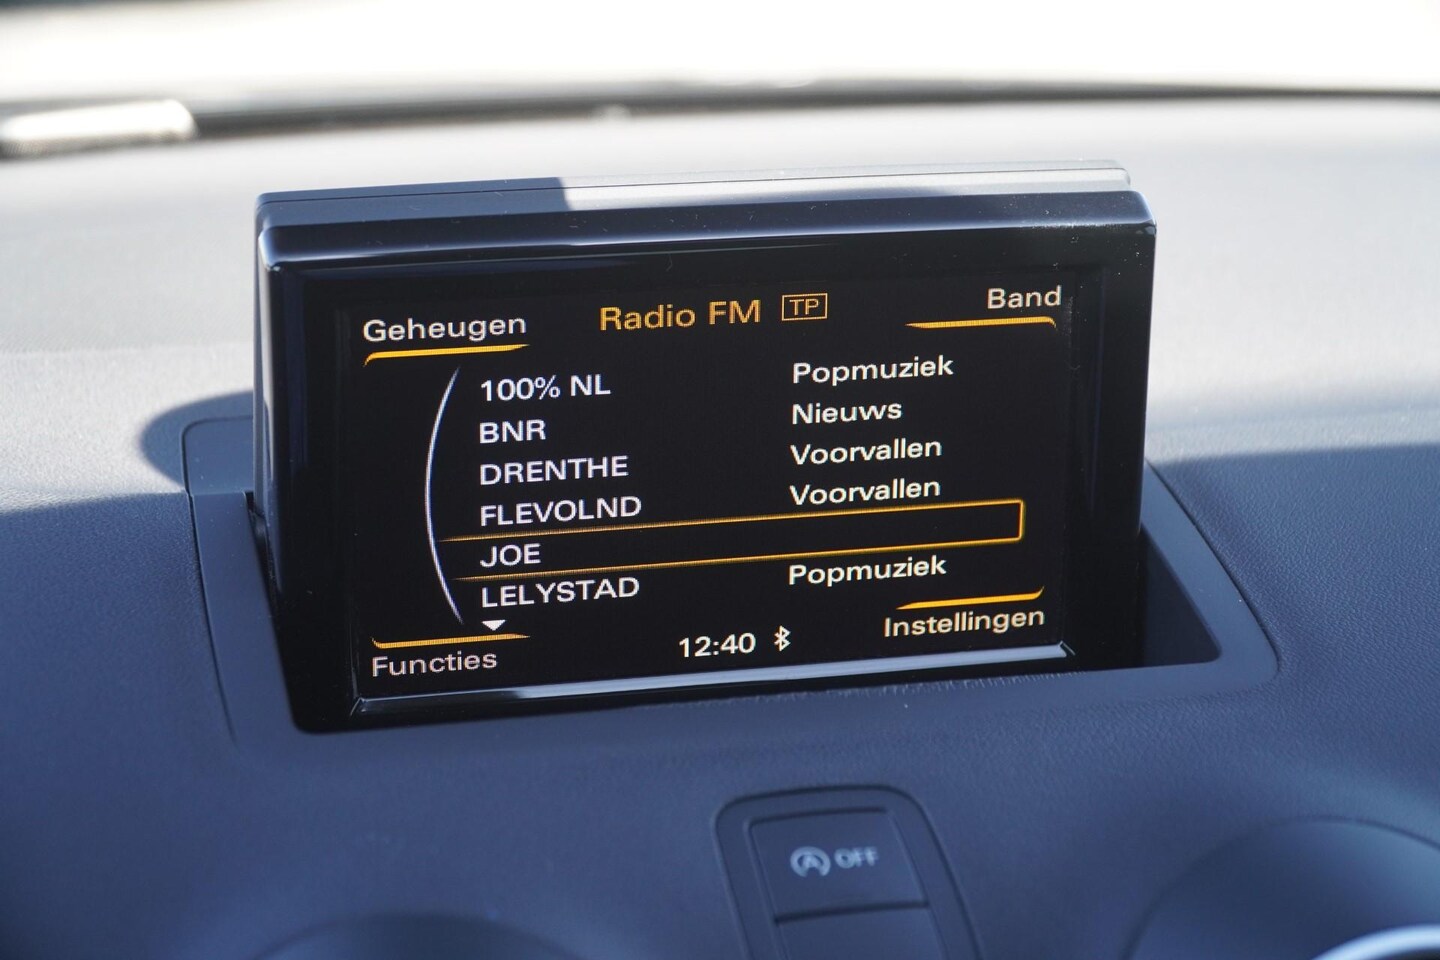 Geheugen Radio FM TP Band
100% NL Popmuziek
BNR Nieuws
DRENTHE Voorvallen
FLEVOLND Voorvallen
JOE
LELYSTAD Popmuziek
Functies 12:40 Instellingen
A OFF